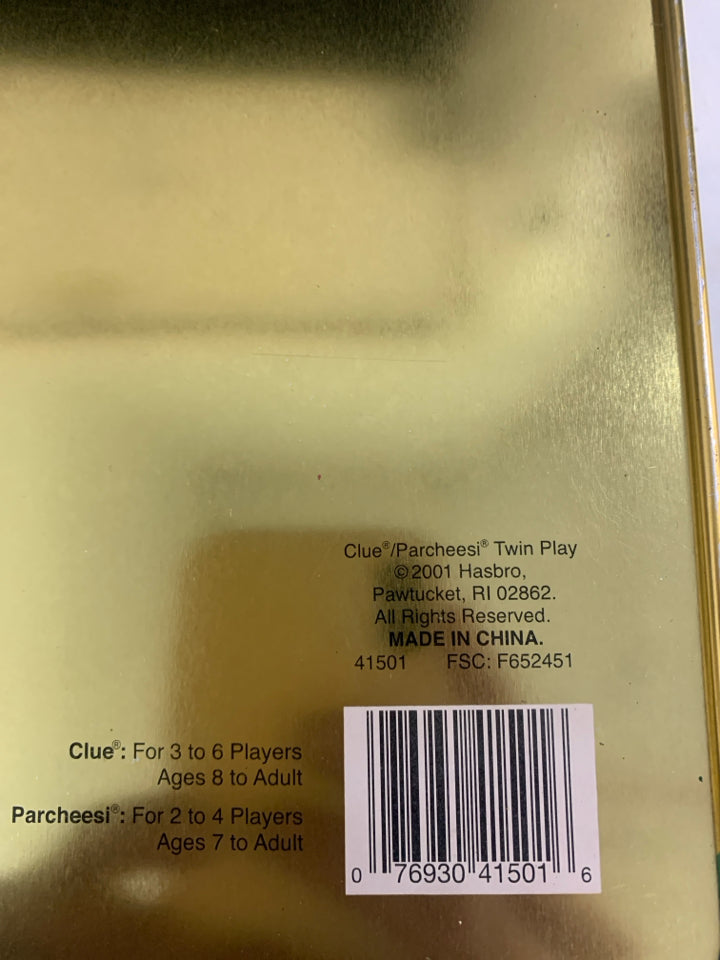 Clue®/Parcheesi® Twin Play
©2001 Hasbro,
Pawtucket, RI 02862.
All Rights Reserved.
MADE IN CHINA.
41501 FSC: F652451
Clue®: For 3 to 6 Players
Ages 8 to Adult
Parcheesi®: For 2 to 4 Players
Ages 7 to Adult
0 76930 41501 6